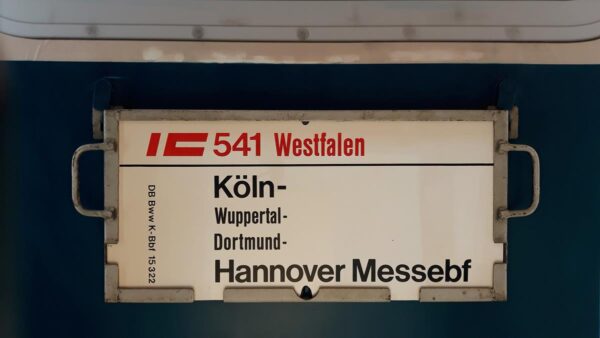 IC 541 Westfalen
Köln-
Wuppertal-
Dortmund-
Hannover Messebf
DB Bww K-Bbf 15 322